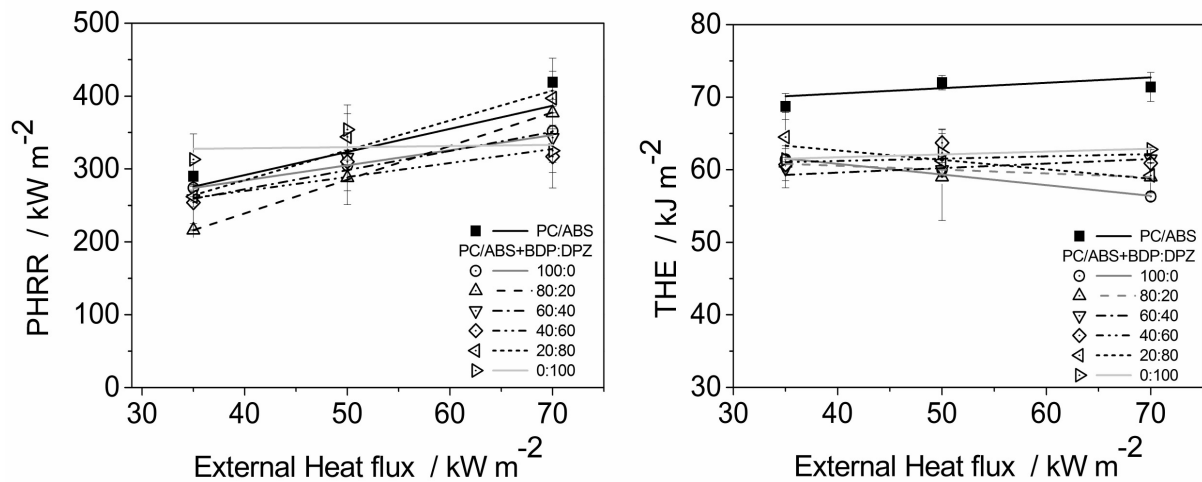 500
400
300
200
100
0
PHRR / kW m⁻²
30 40 50 60 70
External Heat flux / kW m⁻²
PC/ABS
PC/ABS+BDP:DPZ
100:0
80:20
60:40
40:60
20:80
0:100
80
70
60
50
40
30
THE / kJ m⁻²
30 40 50 60 70
External Heat flux / kW m⁻²
PC/ABS
PC/ABS+BDP:DPZ
100:0
80:20
60:40
40:60
20:80
0:100